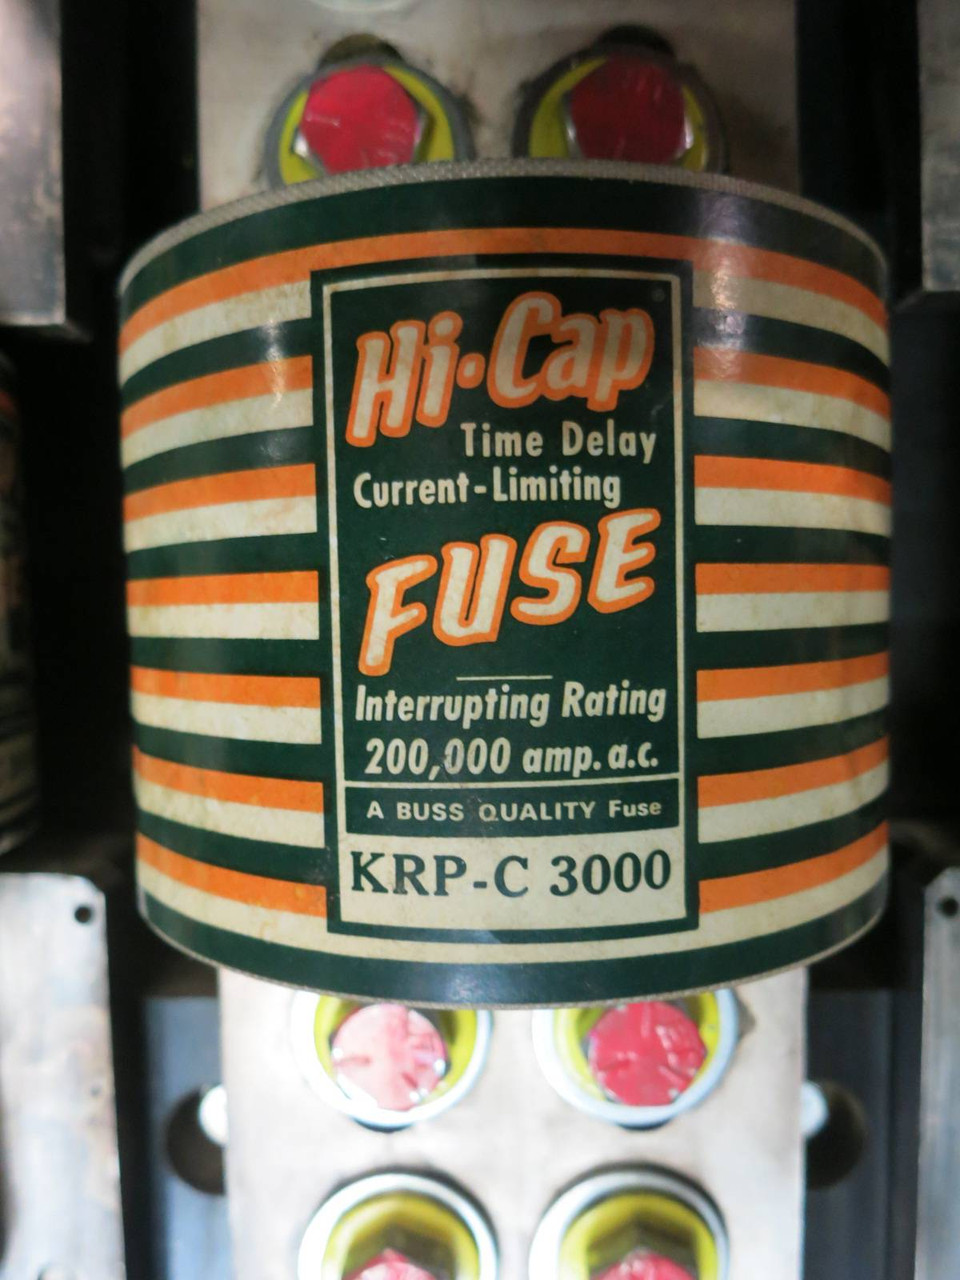 Hi-Cap
Time Delay
Current-Limiting
FUSE
Interrupting Rating
200,000 amp. a.c.
A BUSS QUALITY Fuse
KRP-C 3000